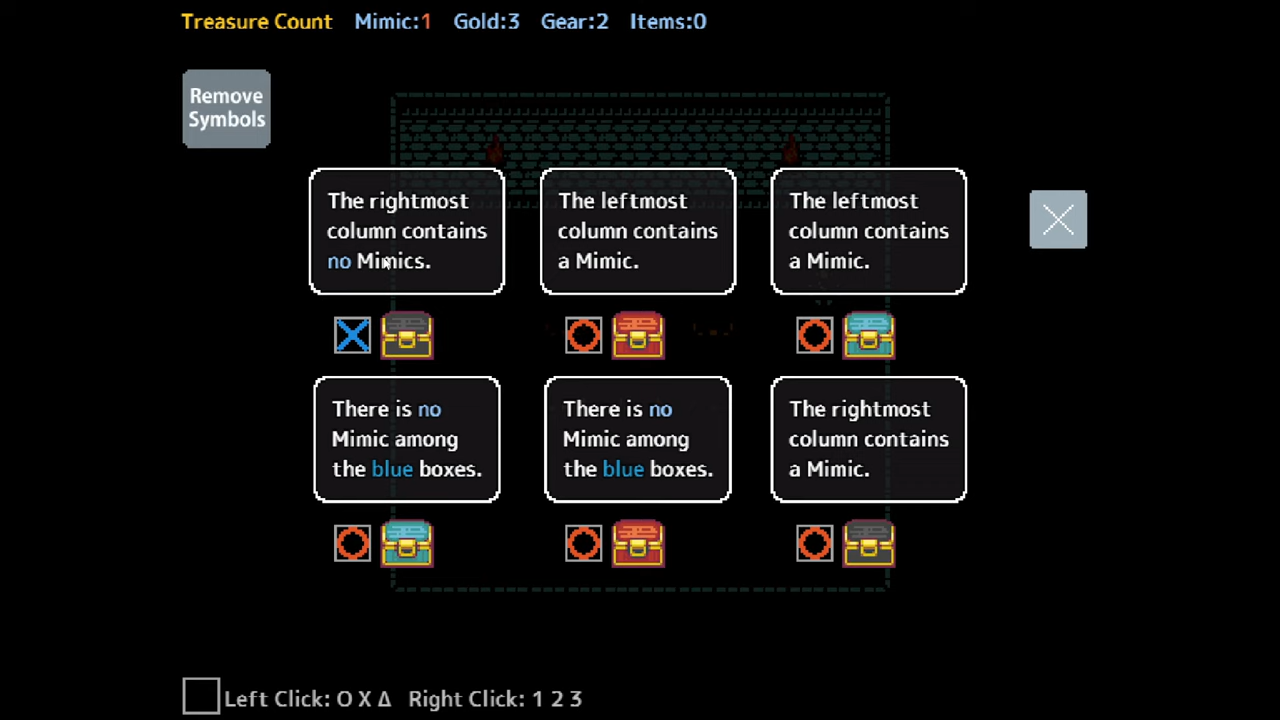 Treasure Count Mimic:1 Gold:3 Gear:2 Items:0
Remove
Symbols
The rightmost
column contains
no Mimics.
The leftmost
column contains
a Mimic.
The leftmost
column contains
a Mimic.
There is no
Mimic among
the blue boxes.
There is no
Mimic among
the blue boxes.
The rightmost
column contains
a Mimic.
Left Click: O X Δ Right Click: 1 2 3